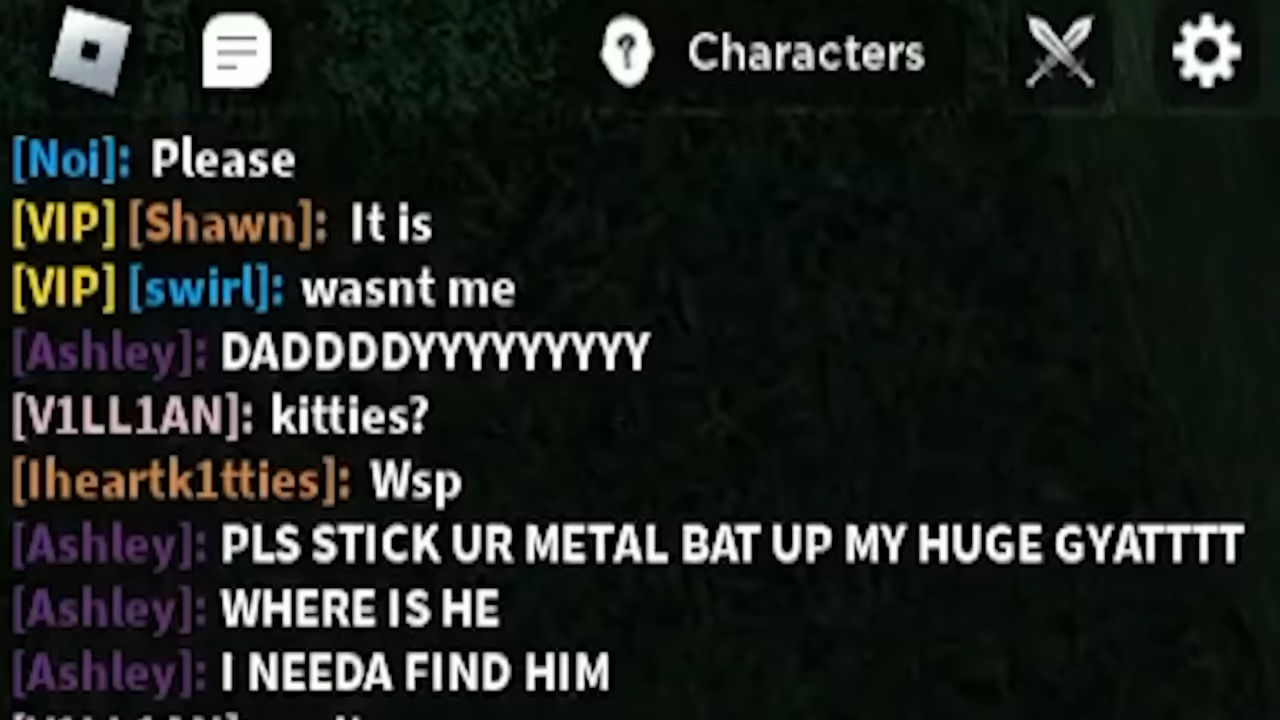 Characters
[Noi]: Please
[VIP] [Shawn]: It is
[VIP] [swirl]: wasnt me
[Ashley]: DADDDDYYYYYYYYY
[V1LL1AN]: kitties?
[Iheartk1tties]: Wsp
[Ashley]: PLS STICK UR METAL BAT UP MY HUGE GYATTTT
[Ashley]: WHERE IS HE
[Ashley]: I NEEDA FIND HIM